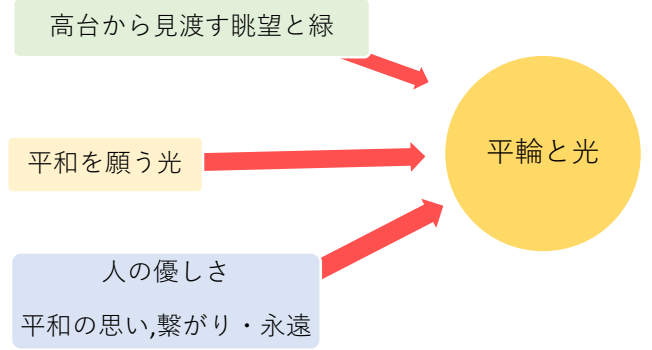 高台から見渡す眺望と緑
平和を願う光
人の優しさ
平和の思い,繋がり・永遠
平輪と光